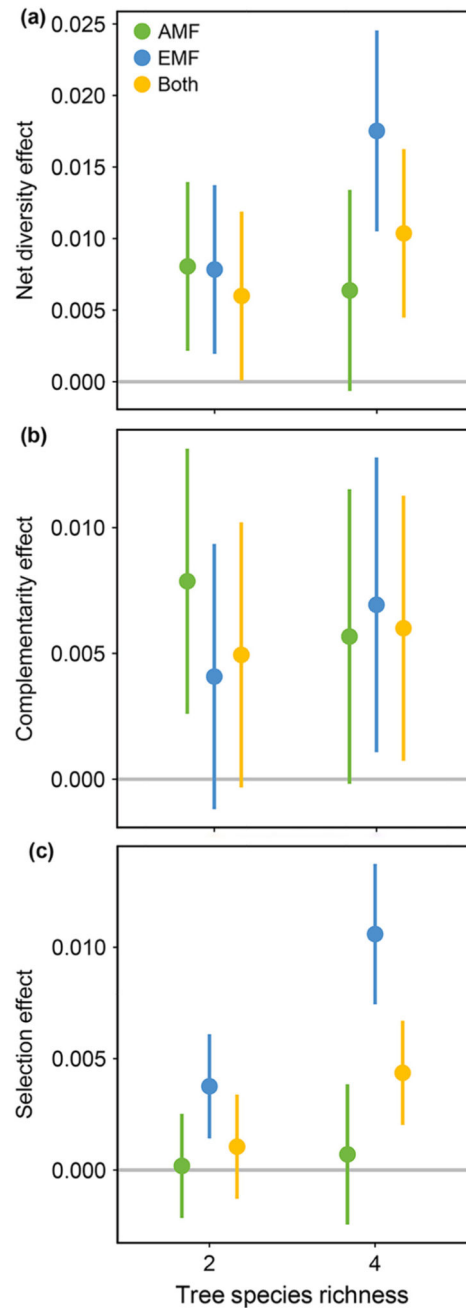 (a)
AMF
EMF
Both
0.025
0.020
0.015
0.010
0.005
0.000
Net diversity effect
(b)
0.010
0.005
0.000
Complementarity effect
(c)
0.010
0.005
0.000
Selection effect
2 4
Tree species richness